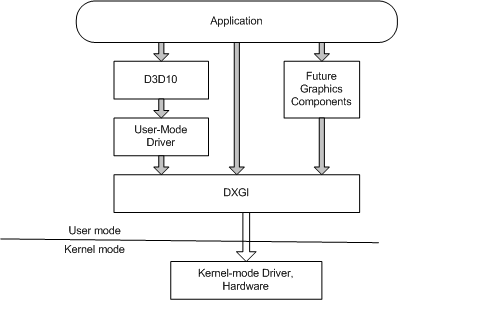 Application
D3D10
Future
Graphics
Components
User-Mode
Driver
DXGI
User mode
Kernel mode
Kernel-mode Driver,
Hardware